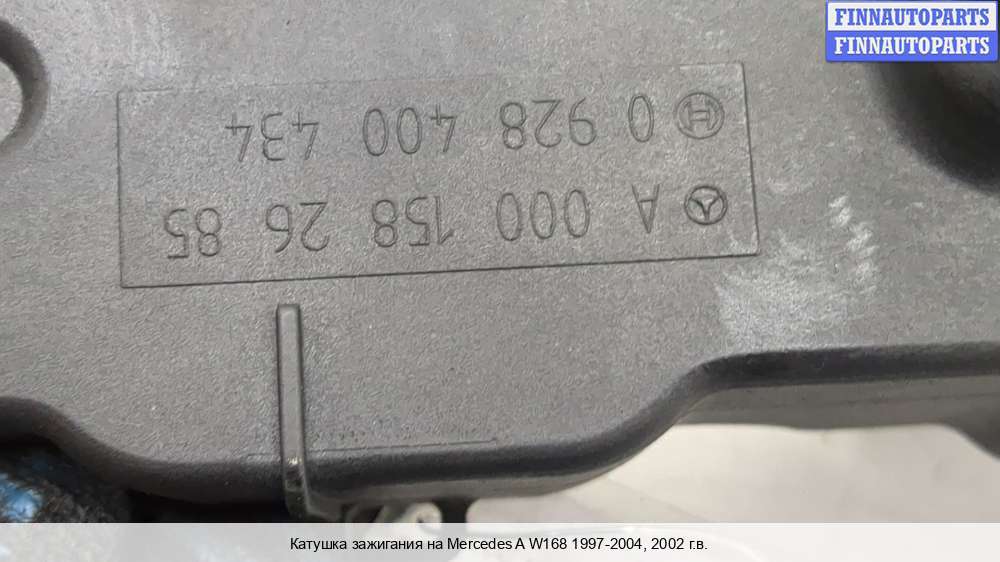 FINNAUTOPARTS
FINNAUTOPARTS
A 000 158 26 85
0 928 400 434
Катушка зажигания на Mercedes A W168 1997-2004, 2002 г.в.